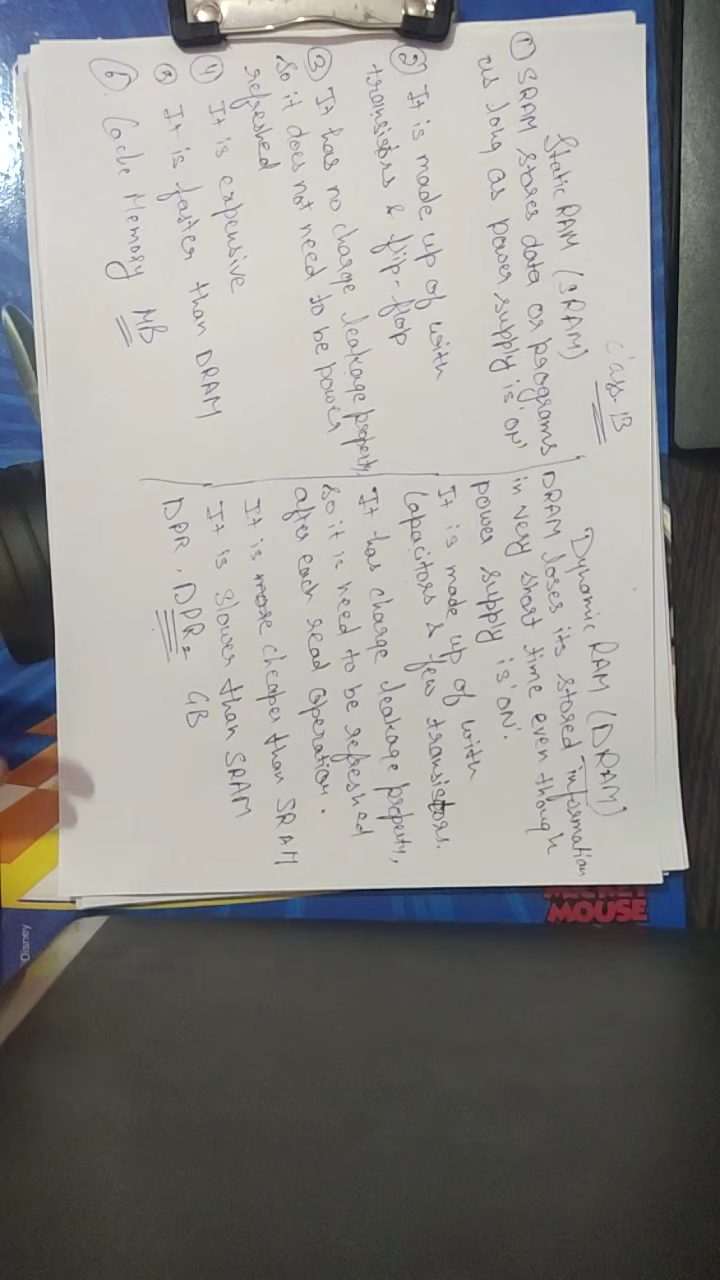 Class-13
Static RAM (SRAM)
① SRAM stores data or programs
as long as power supply is 'ON'
② It is made up of with
transistors & flip-flop
③ It has no charge leakage property,
so it does not need to be power
refreshed
④ It is expensive
⑤ It is faster than DRAM
⑥. Cache Memory MB
Dynamic RAM (DRAM)
DRAM loses its stored information
in very short time even though
power supply is 'ON'.
It is made up of with
Capacitors & few transistors.
It has charge leakage property,
so it is need to be refreshed
after each read operation.
It is more cheaper than SRAM
It is slower than SRAM
DDR, DDR2 GB
MICKEY
MOUSE
Disney